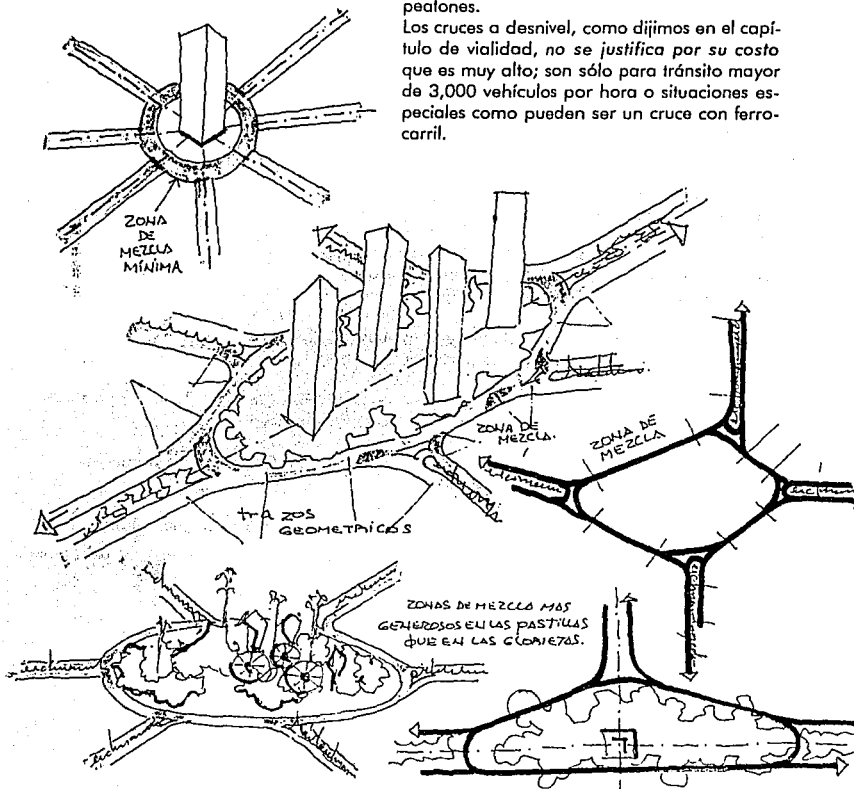 peatones.
Los cruces a desnivel, como dijimos en el capí-
tulo de vialidad, no se justifica por su costo
que es muy alto; son sólo para tránsito mayor
de 3,000 vehículos por hora o situaciones es-
peciales como pueden ser un cruce con ferro-
carril.
ZONA
DE
MEZCLA
MÍNIMA
ZONA DE
MEZCLA.
ZONA DE
MEZCLA
trazos
GEOMETRICOS
ZONAS DE MEZCLA MAS
GENEROSOS EN LAS PASTILLAS
QUE EN LAS GLORIETAS.